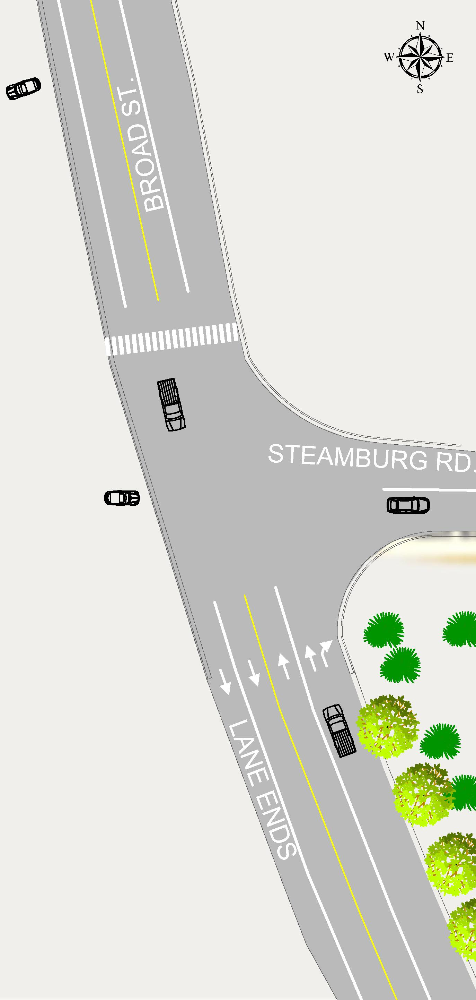 N
W E
S
BROAD ST.
STEAMBURG RD.
LANE ENDS